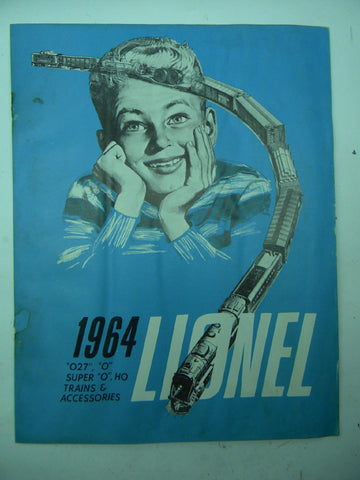 1964
LIONEL
"O27", "O"
SUPER "O", HO
TRAINS &
ACCESSORIES